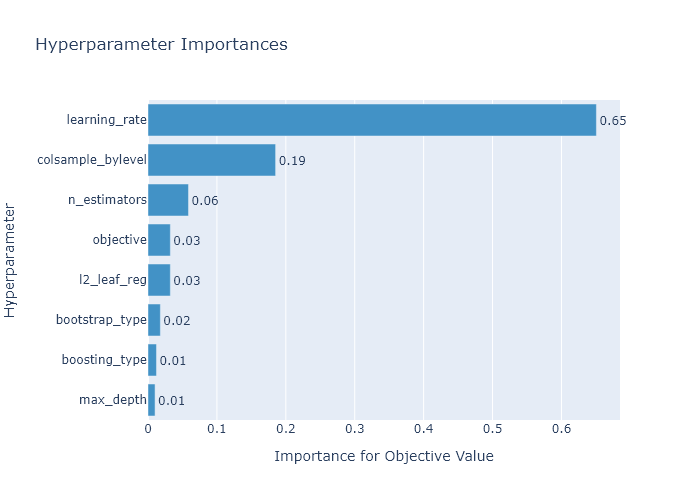 Hyperparameter Importances
Hyperparameter
learning_rate 0.65
colsample_bylevel 0.19
n_estimators 0.06
objective 0.03
l2_leaf_reg 0.03
bootstrap_type 0.02
boosting_type 0.01
max_depth 0.01
0 0.1 0.2 0.3 0.4 0.5 0.6
Importance for Objective Value